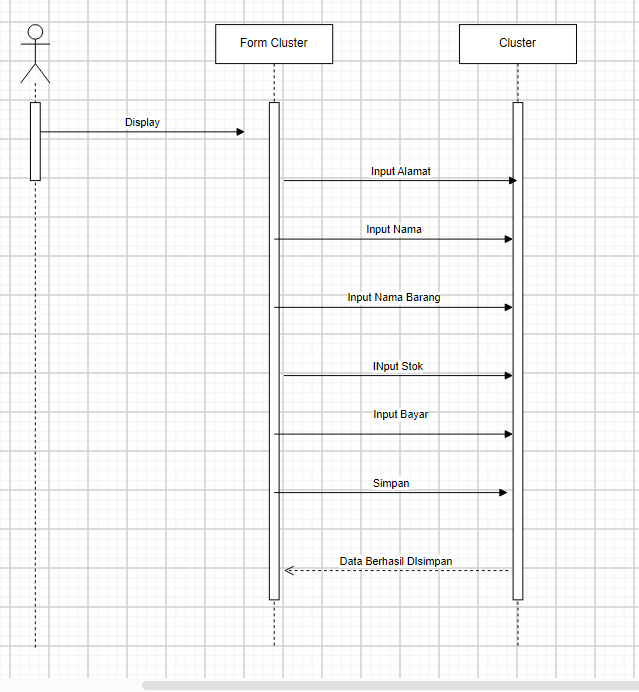 Form Cluster
Cluster
Display
Input Alamat
Input Nama
Input Nama Barang
INput Stok
Input Bayar
Simpan
Data Berhasil DIsimpan